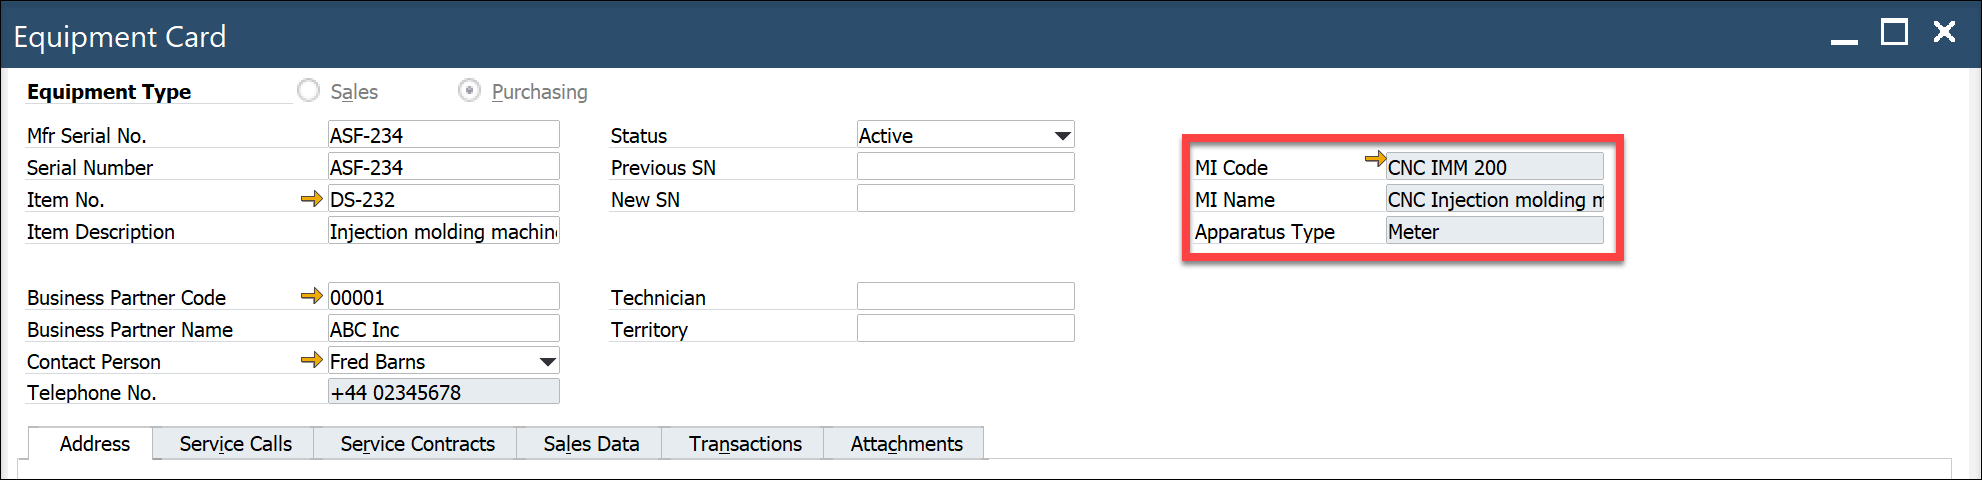 Equipment Card
Equipment Type Sales Purchasing
Mfr Serial No. ASF-234 Status Active
Serial Number ASF-234 Previous SN MI Code CNC IMM 200
Item No. DS-232 New SN MI Name CNC Injection molding m
Item Description Injection molding machin Apparatus Type Meter
Business Partner Code 00001 Technician
Business Partner Name ABC Inc Territory
Contact Person Fred Barns
Telephone No. +44 02345678
Address Service Calls Service Contracts Sales Data Transactions Attachments